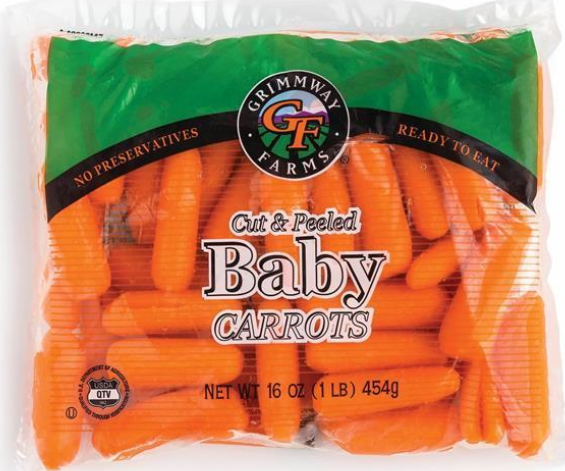 GRIMMWAY
GF
FARMS
®
NO PRESERVATIVES
READY TO EAT
Cut & Peeled
Baby
CARROTS
USDA
QTV
NET WT 16 OZ (1 LB) 454g
U